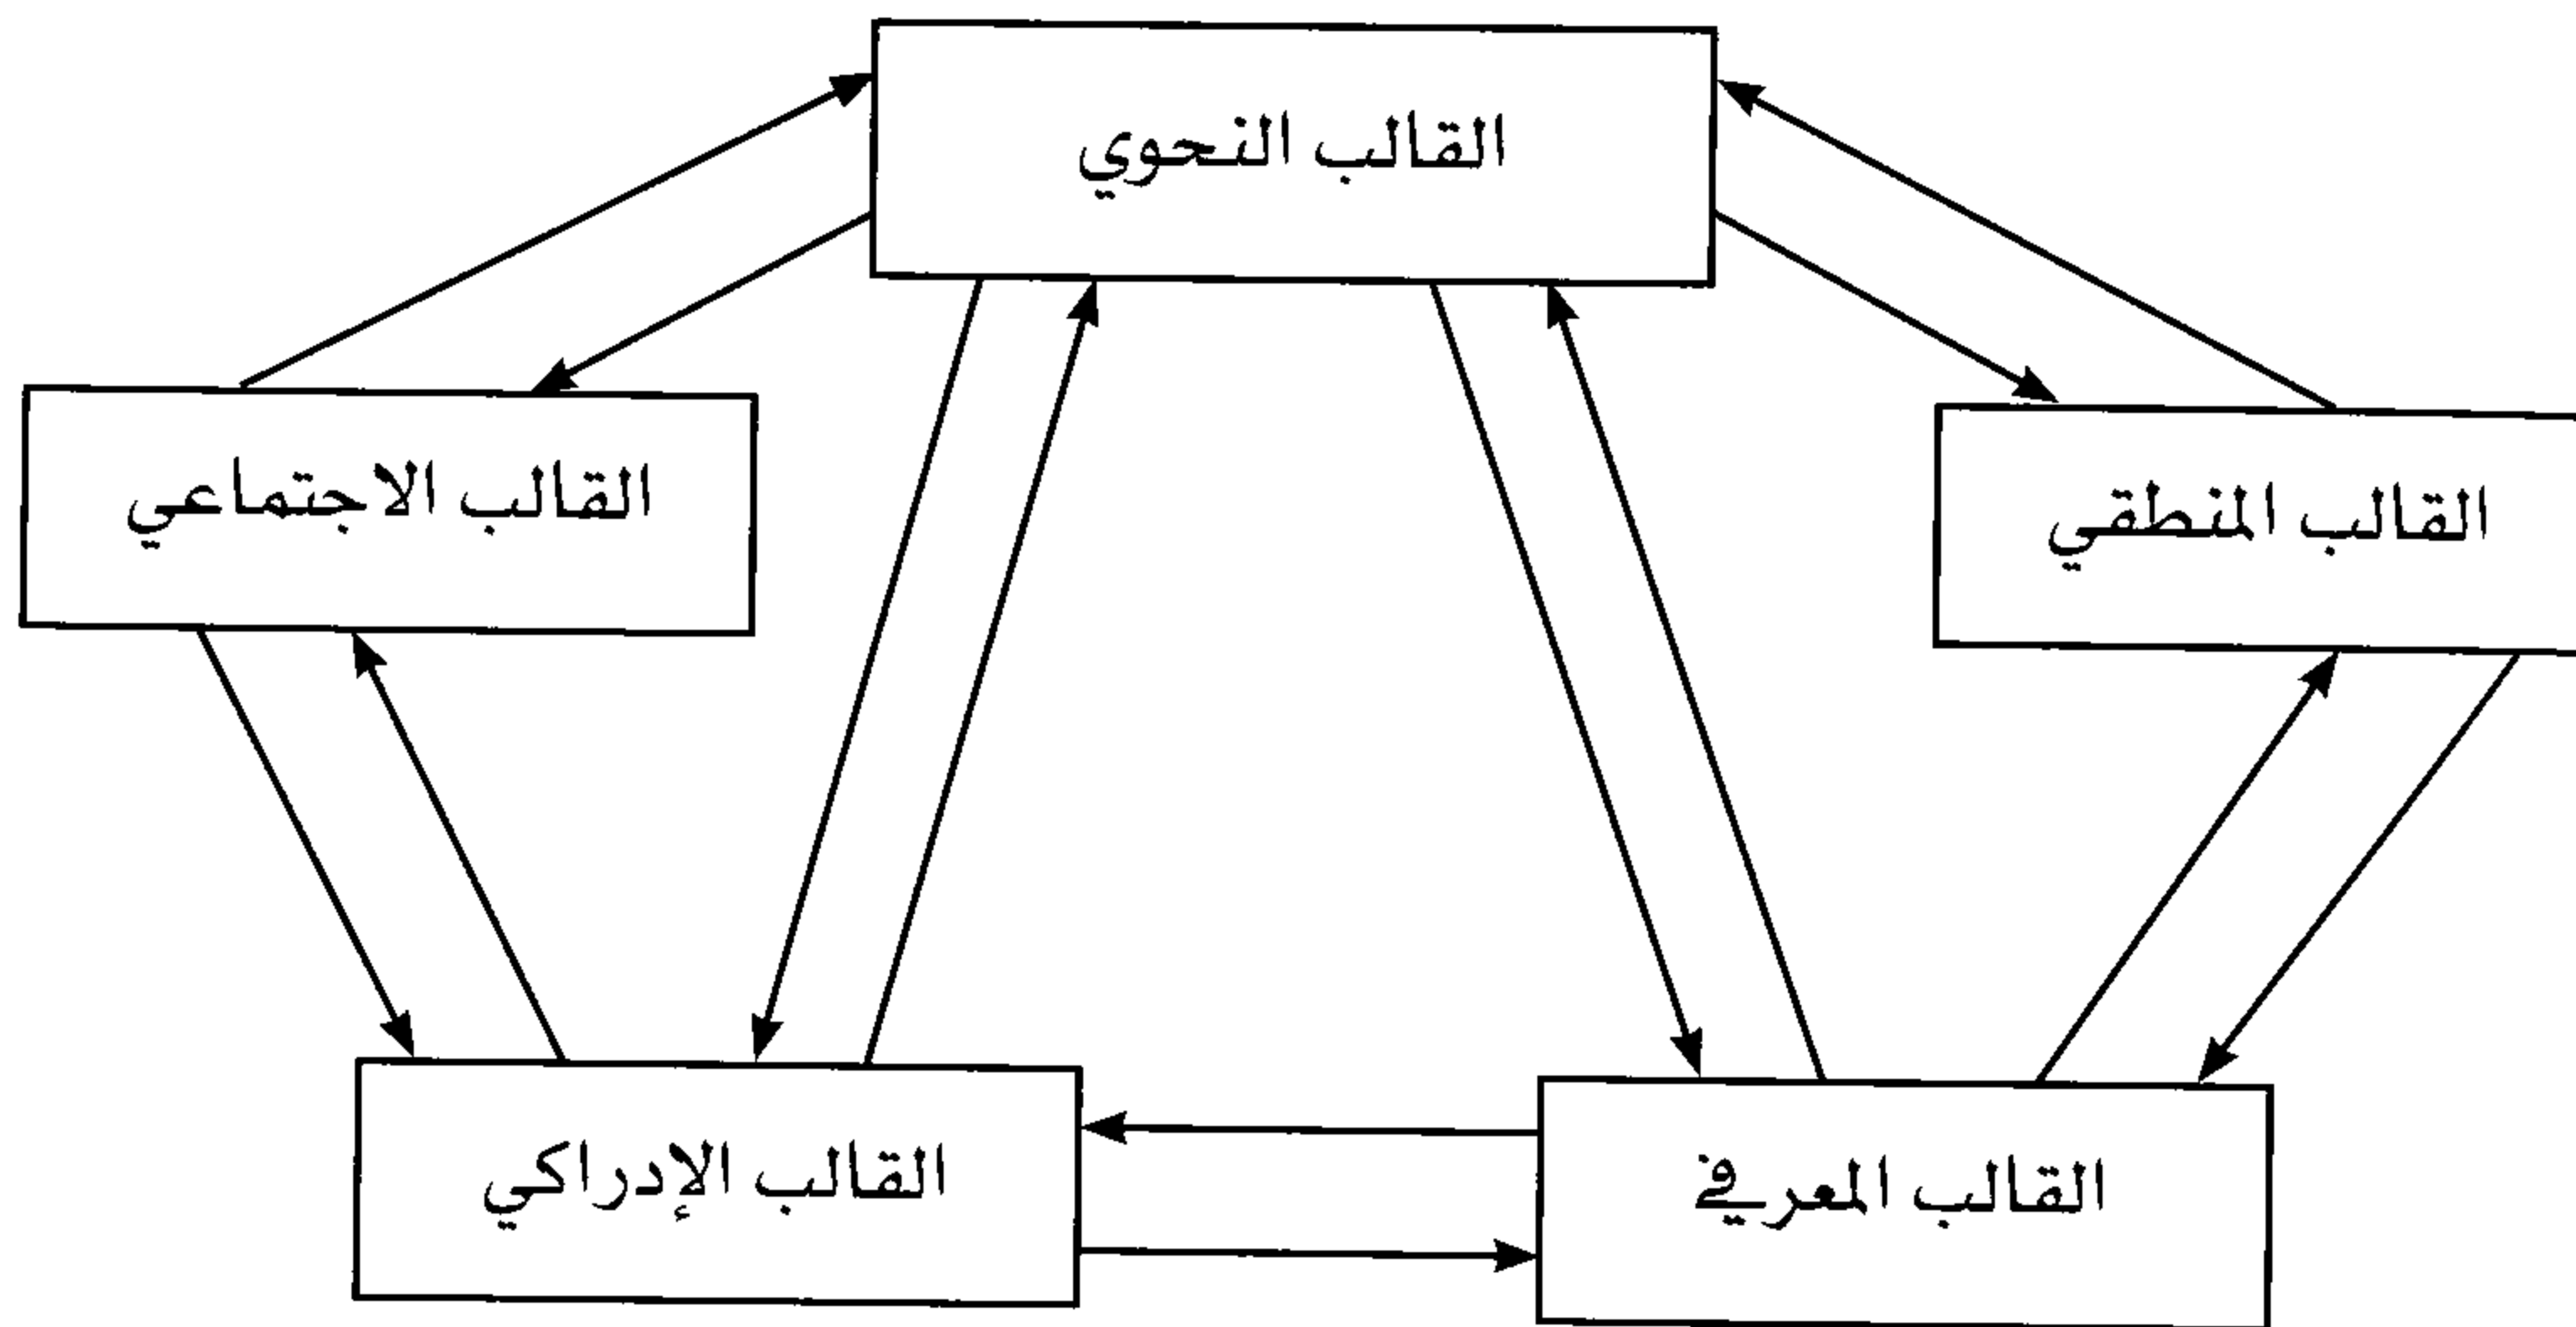 القالب النحوي
القالب المنطقي
القالب الاجتماعي
القالب المعرفي
القالب الإدراكي